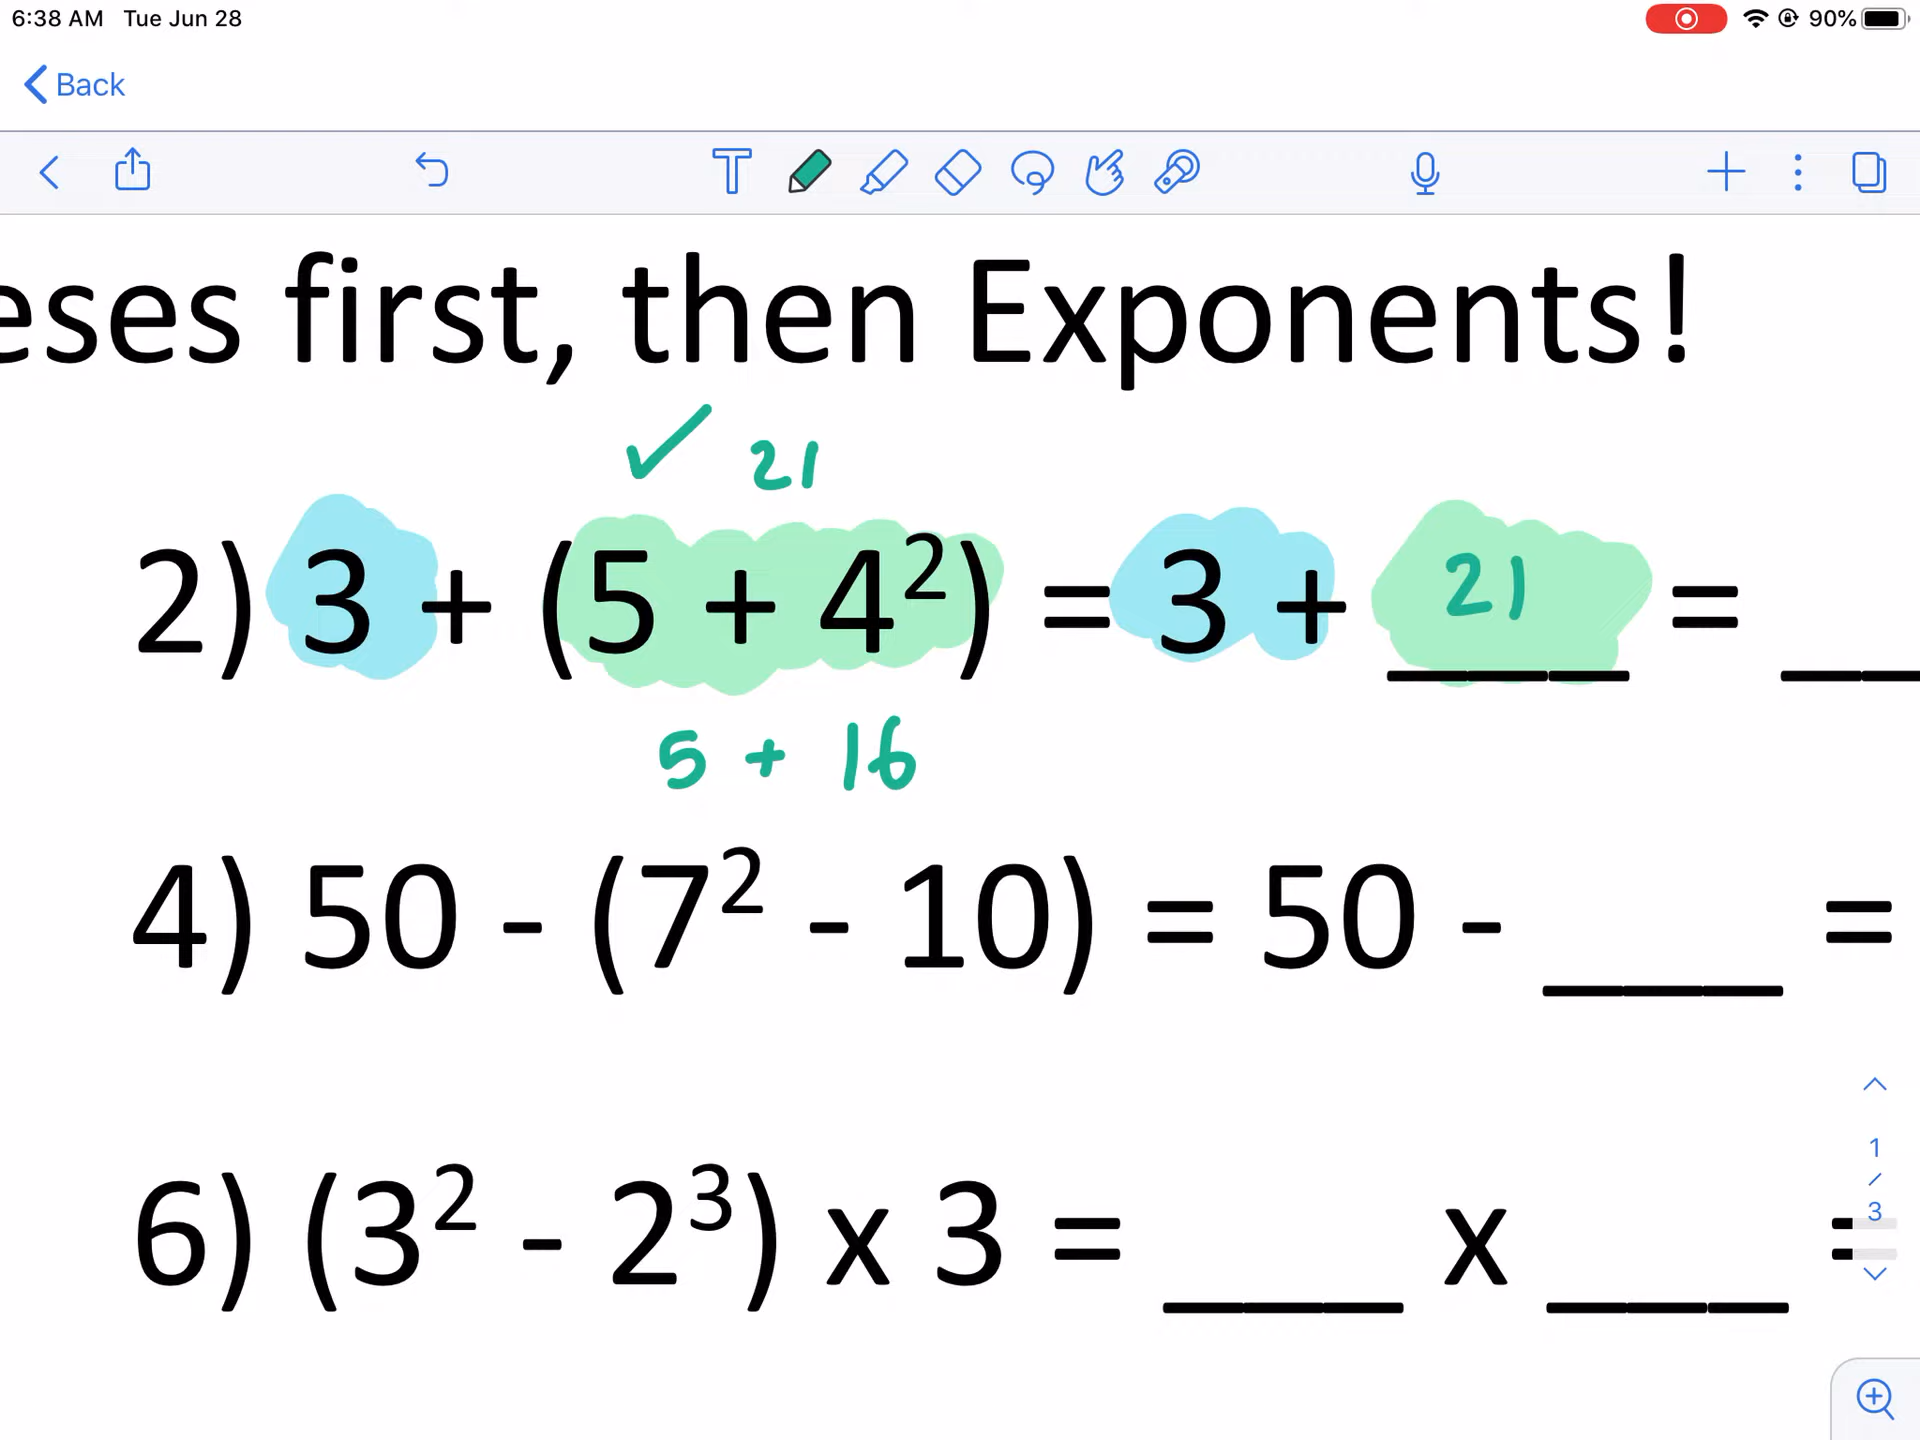 6:38 AM Tue Jun 28 90%
Back
eses first, then Exponents!
✓ 21
2) 3 + (5 + 4²) = 3 + 21 = __
5 + 16
4) 50 - (7² - 10) = 50 - ___ =
6) (3² - 2³) x 3 = ___ x ___ =
1
/
3